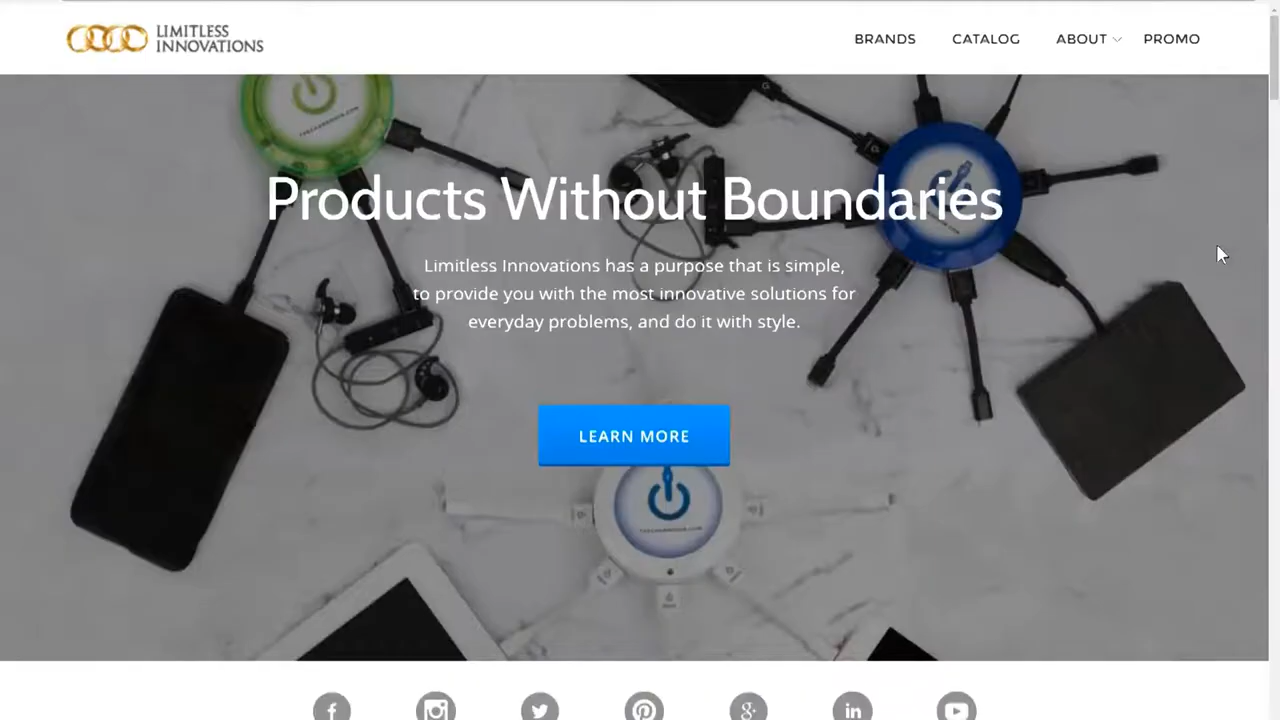 LIMITLESS
INNOVATIONS
BRANDS
CATALOG
ABOUT
PROMO
Products Without Boundaries
Limitless Innovations has a purpose that is simple,
to provide you with the most innovative solutions for
everyday problems, and do it with style.
LEARN MORE